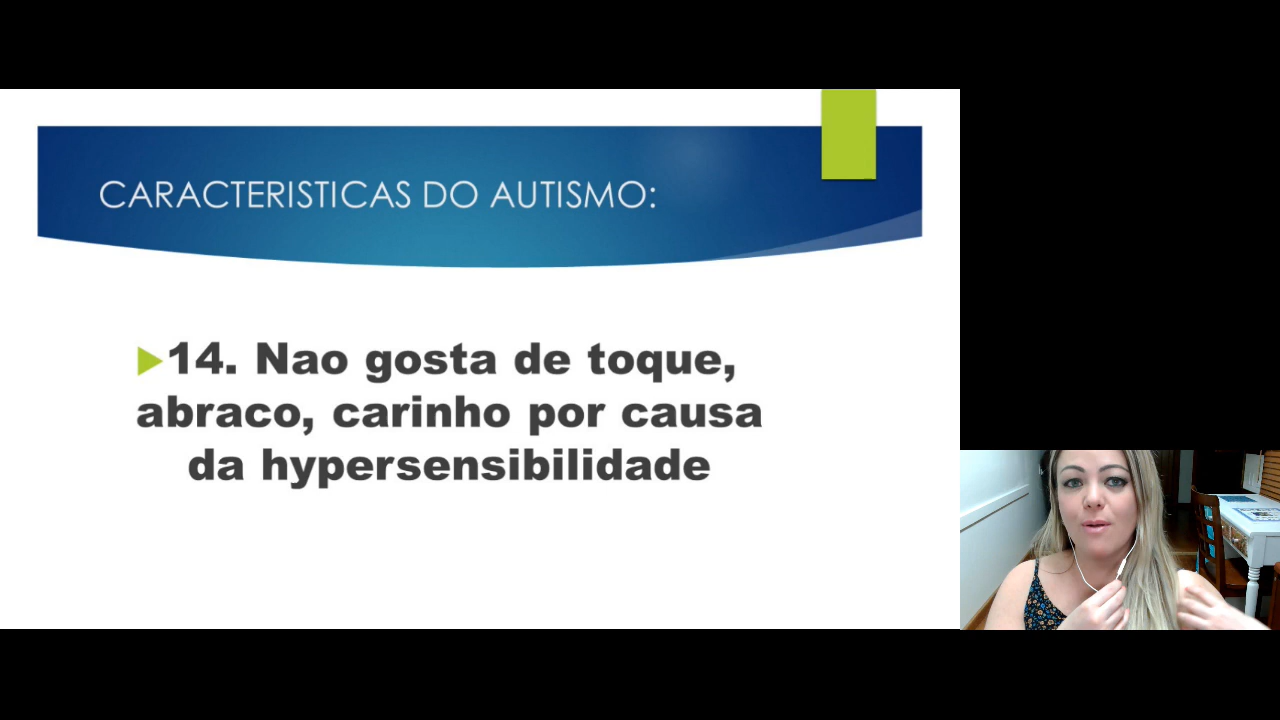 CARACTERISTICAS DO AUTISMO:
14. Nao gosta de toque,
abraco, carinho por causa
da hypersensibilidade